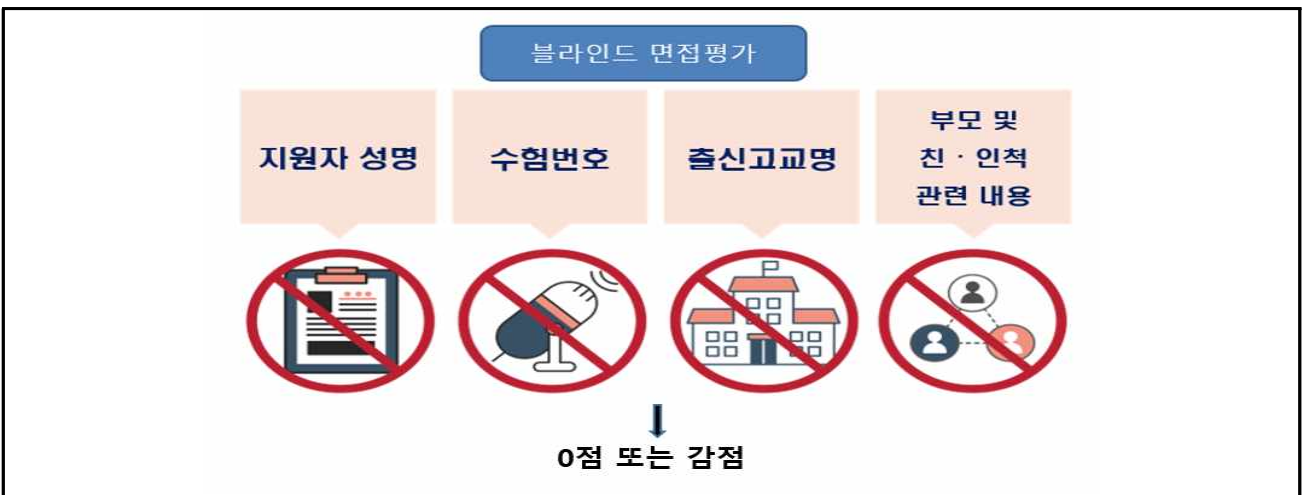 블라인드 면접평가
지원자 성명
수험번호
출신고교명
부모 및
친 · 인척
관련 내용
0점 또는 감점